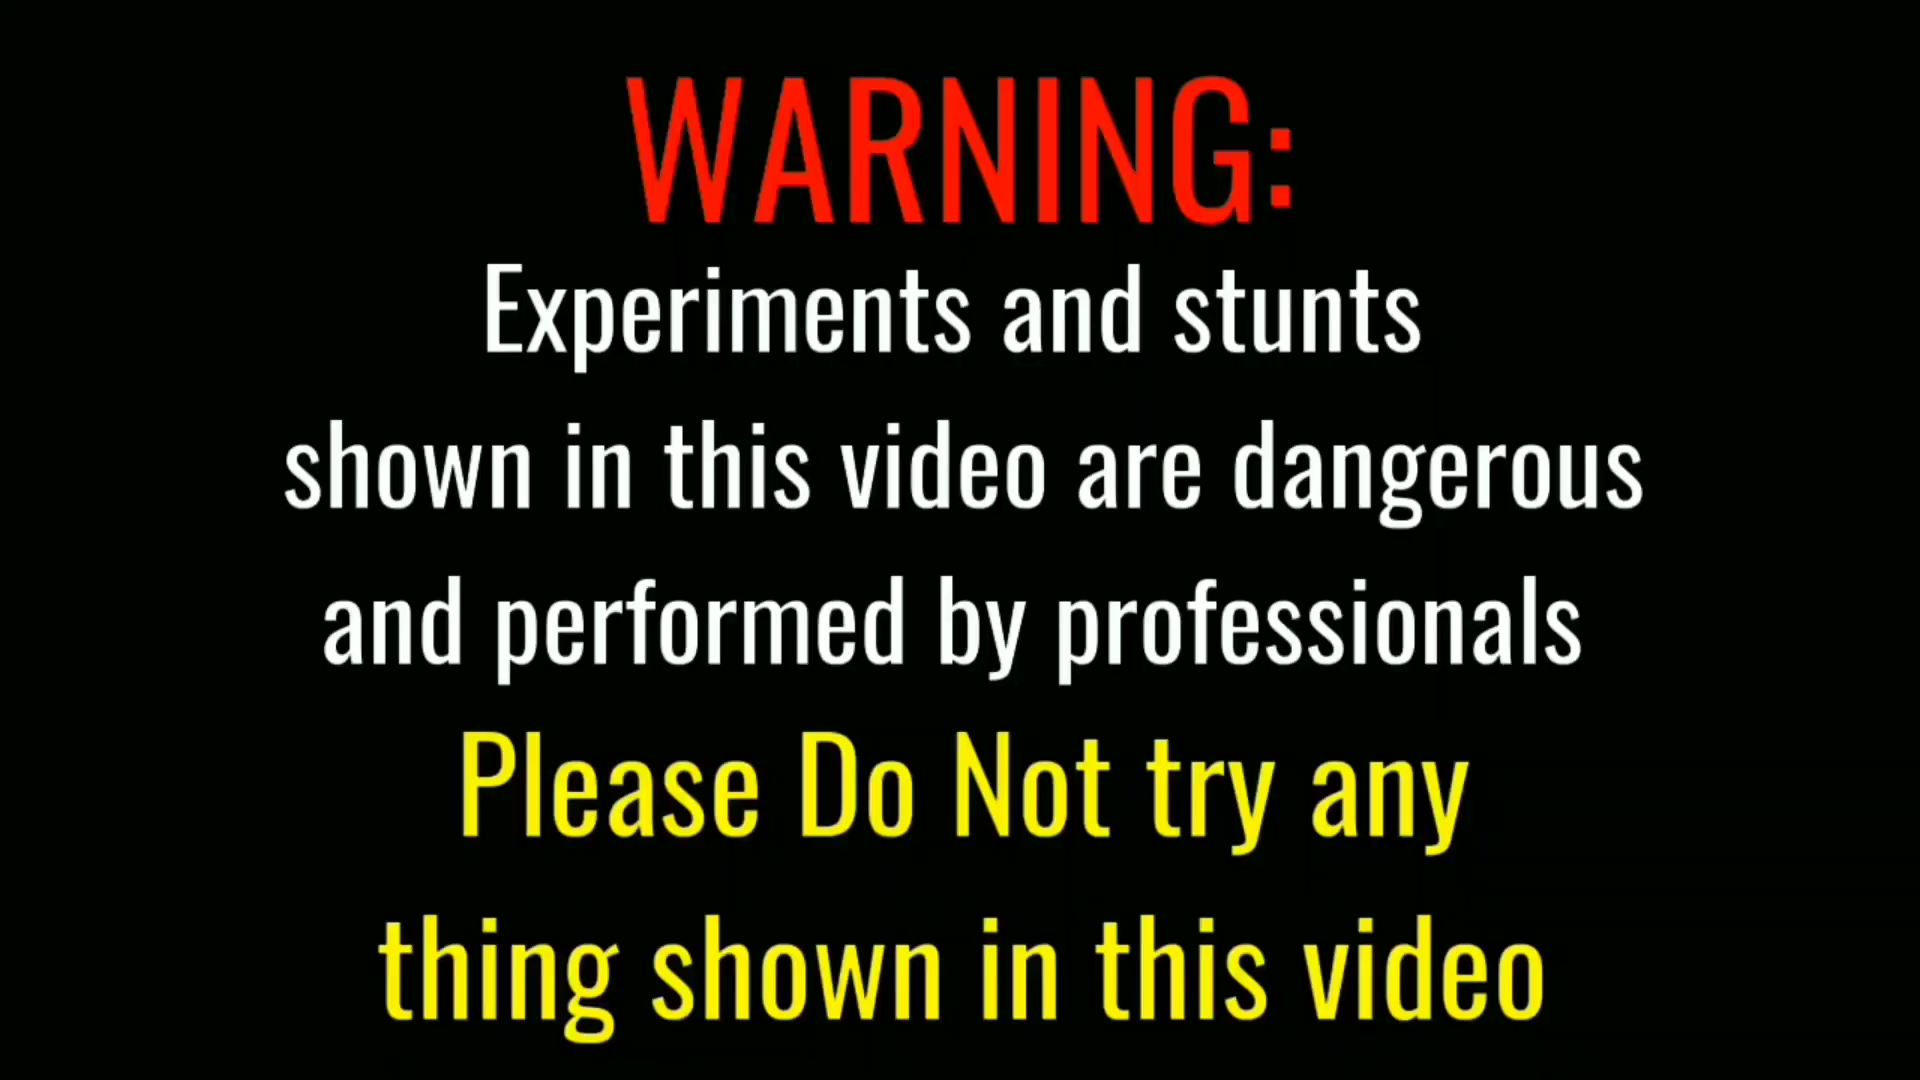 WARNING:
Experiments and stunts
shown in this video are dangerous
and performed by professionals
Please Do Not try any
thing shown in this video